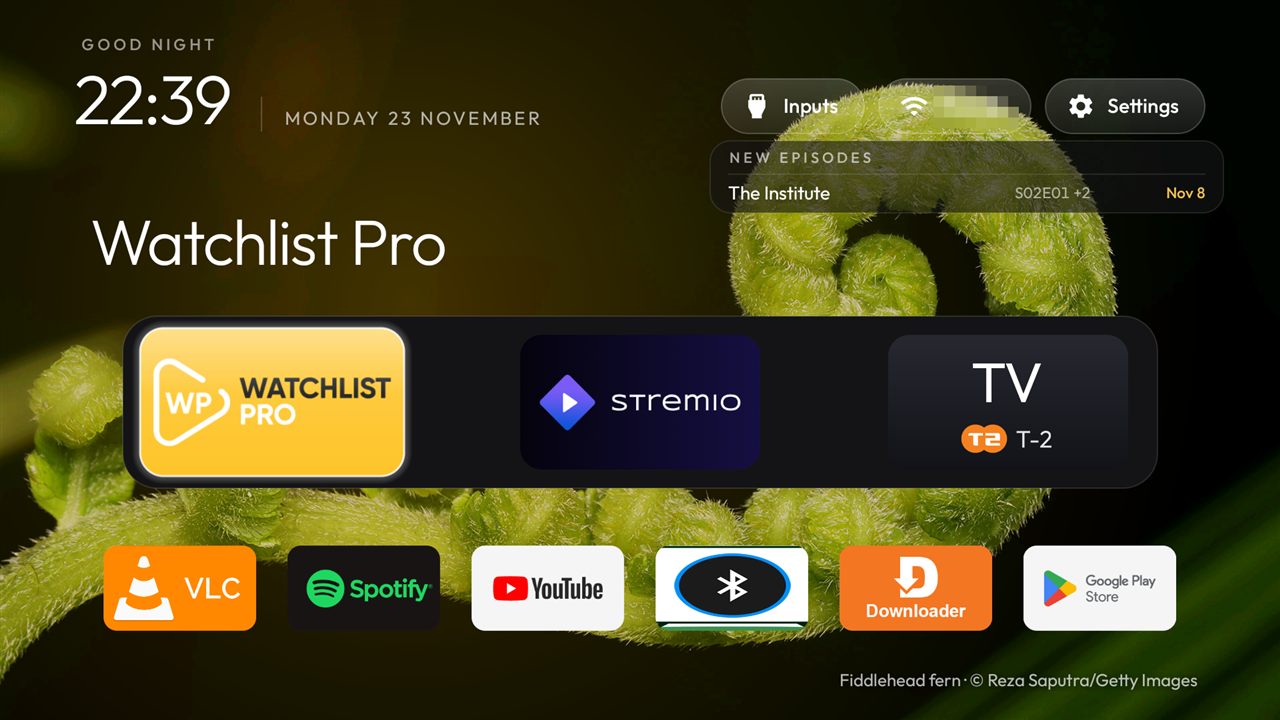 GOOD NIGHT
22:39
MONDAY 23 NOVEMBER
Inputs
Settings
NEW EPISODES
The Institute S02E01 +2 Nov 8
Watchlist Pro
WP WATCHLIST
PRO
stremio
TV
T2 T-2
VLC
Spotify
YouTube
Downloader
Google Play
Store
Fiddlehead fern · © Reza Saputra/Getty Images